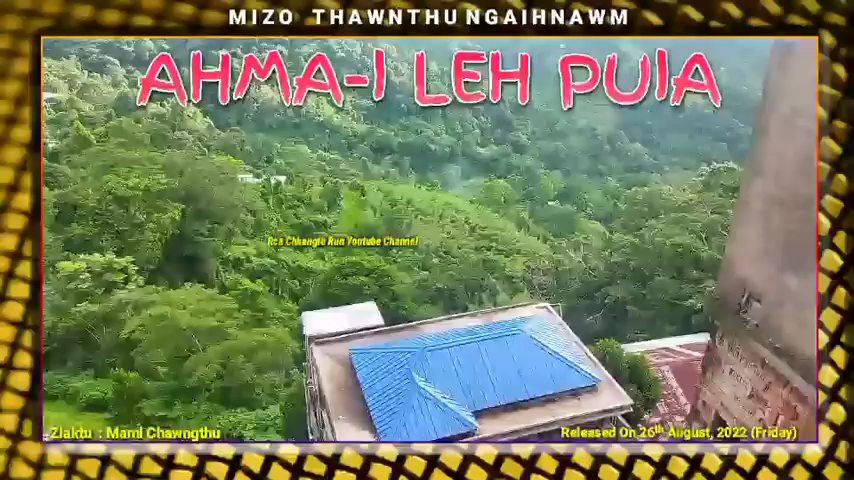 MIZO THAWNTHU NGAIHNAWM
AHMA-I LEH PUIA
Rca Chhangte Run Youtube Channel
Ziaktu : Mami Chawngthu
Released On 26th August, 2022 (Friday)